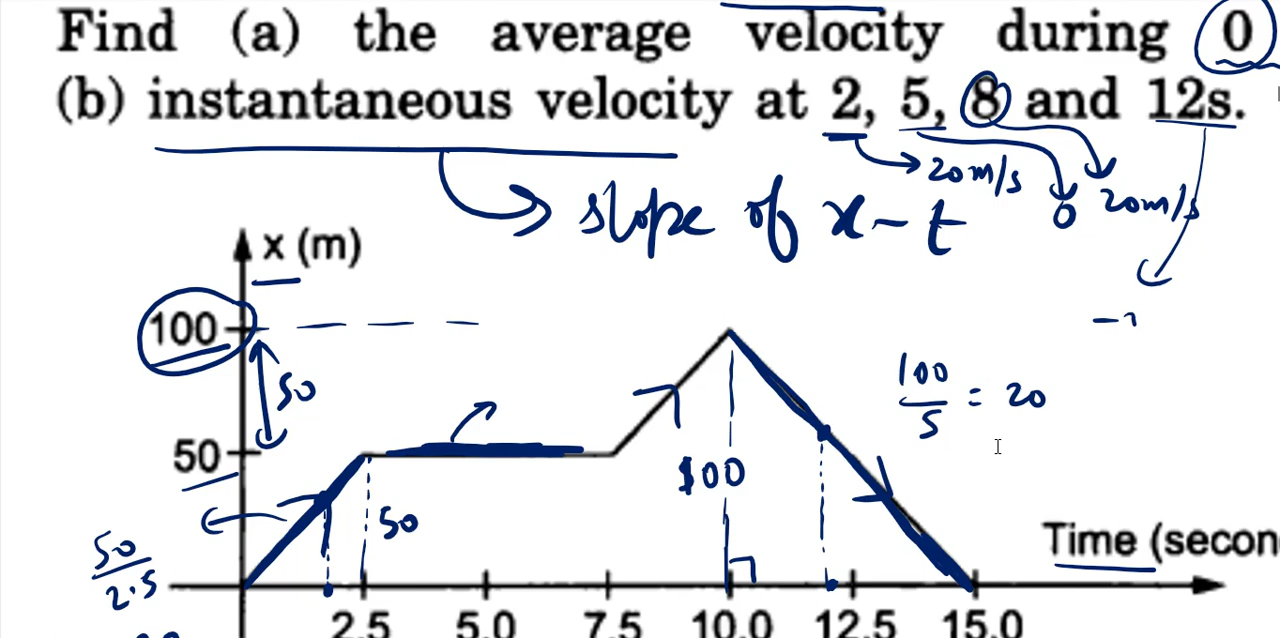 Find (a) the average velocity during 0
(b) instantaneous velocity at 2, 5, 8 and 12s.
20m/s
0
20m/s
slope of x-t
x (m)
100
50
100/5 = 20
50
100
50
50/2.5
Time (secon
2.5 5.0 7.5 10.0 12.5 15.0